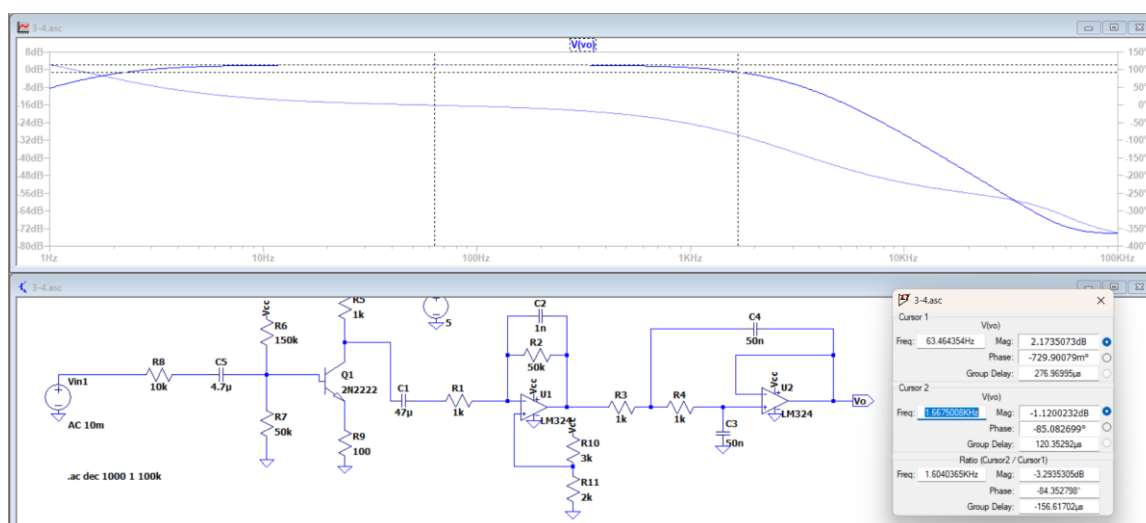 3-4.asc
V(vo)
8dB
0dB
-8dB
-16dB
-24dB
-32dB
-40dB
-48dB
-56dB
-64dB
-72dB
-80dB
150°
100°
50°
0°
-50°
-100°
-150°
-200°
-250°
-300°
-350°
-400°
1Hz 10Hz 100Hz 1KHz 10KHz 100KHz
3-4.asc
Vcc
R6
150k
R5
1k
5
C2
1n
R2
50k
C4
50n
Vin1
R8
10k
C5
4.7µ
Q1
2N2222
C1
47µ
R1
1k
Vcc
U1
LM324
R3
1k
R4
1k
Vcc
U2
LM324
Vo
AC 10m
R7
50k
R9
100
Vcc
R10
3k
C3
50n
R11
2k
.ac dec 1000 1 100k
3-4.asc
Cursor 1
V(vo)
Freq: 63.464354Hz Mag: 2.1735073dB
Phase: -729.90079m°
Group Delay: 276.96995µs
Cursor 2
V(vo)
Freq: 1.6675008KHz Mag: -1.1200232dB
Phase: -85.082699°
Group Delay: 120.35292µs
Ratio (Cursor2 / Cursor1)
Freq: 1.6040365KHz Mag: -3.2935305dB
Phase: -84.352798°
Group Delay: -156.61702µs